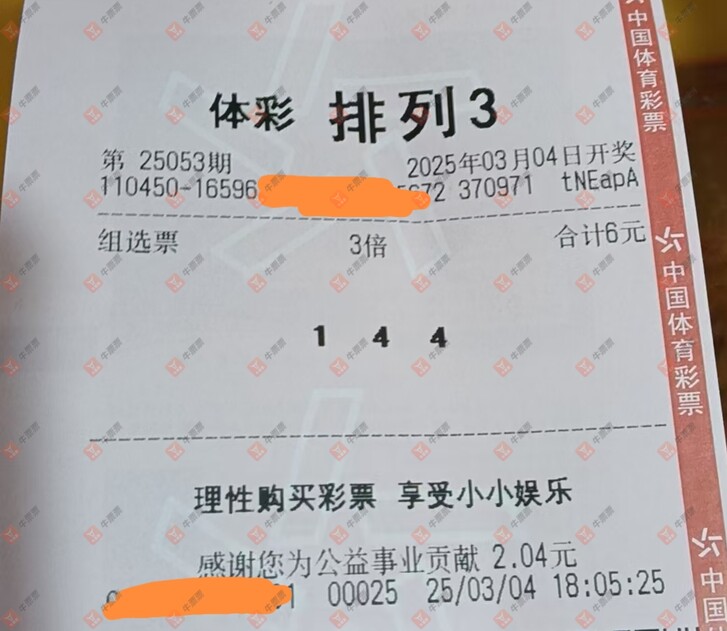 体彩 排列3
第 25053期 2025年03月04日开奖
110450-16596 72 370971 tNEapA
组选票 3倍 合计6元
1 4 4
理性购买彩票 享受小小娱乐
感谢您为公益事业贡献 2.04元
1 00025 25/03/04 18:05:25
中国体育彩票
中国体育彩票
中国